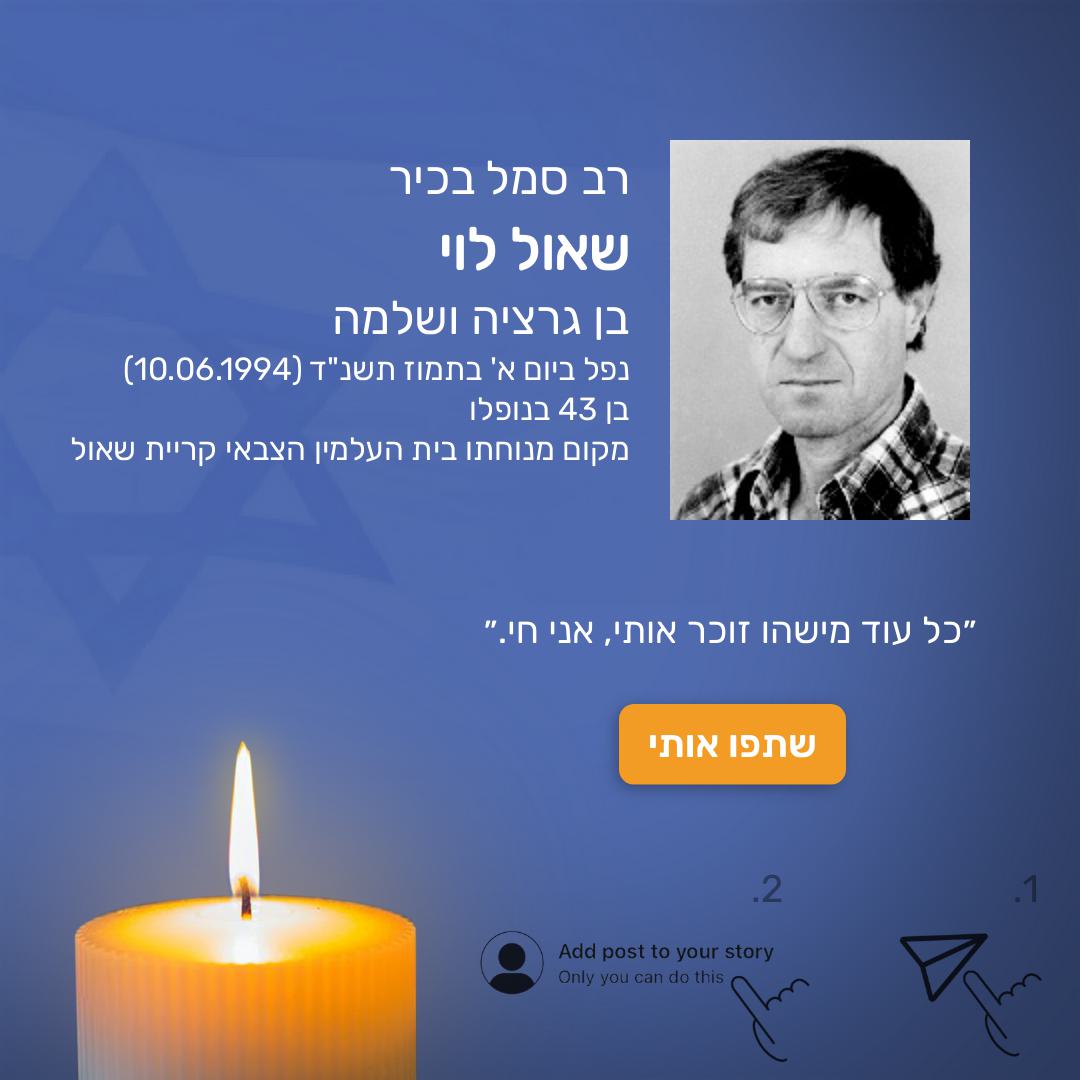 רב סמל בכיר
שאול לוי
בן גרציה ושלמה
נפל ביום א' בתמוז תשנ"ד (10.06.1994)
בן 43 בנופלו
מקום מנוחתו בית העלמין הצבאי קריית שאול
״כל עוד מישהו זוכר אותי, אני חי.״
שתפו אותי
.1
.2
Add post to your story
Only you can do this